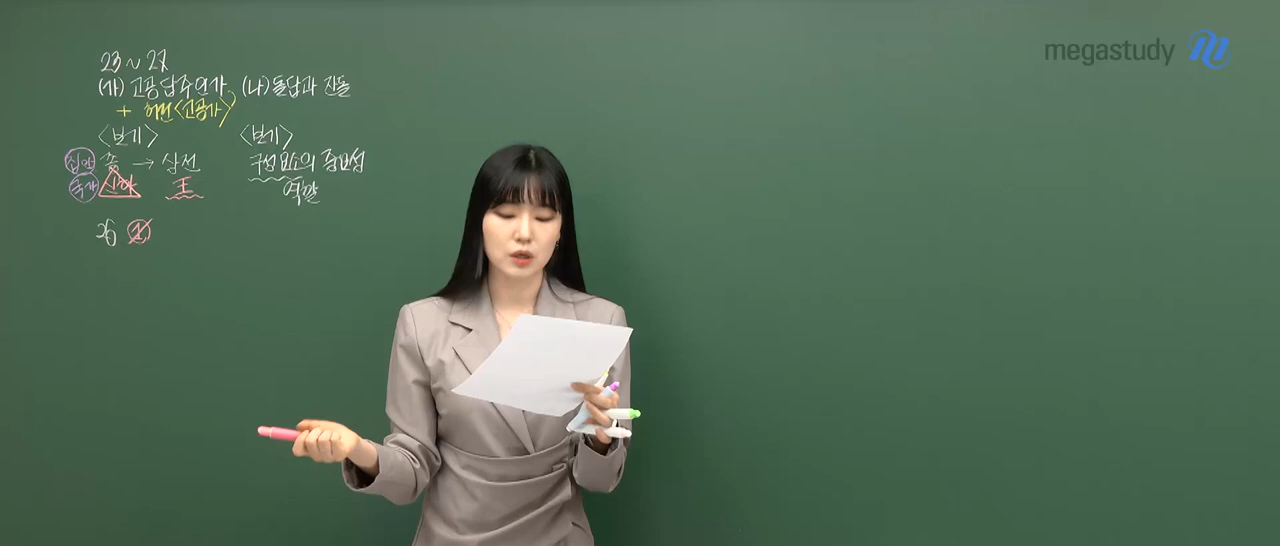 megastudy
23 ~ 27
(가) 고공답주인가, (나) 돌담과 잔돌
+ 허전 <고공가>
<보기> <보기>
집안 종 → 상전 구성 요소의 중요성
국가 신하 王 역할
26 ①